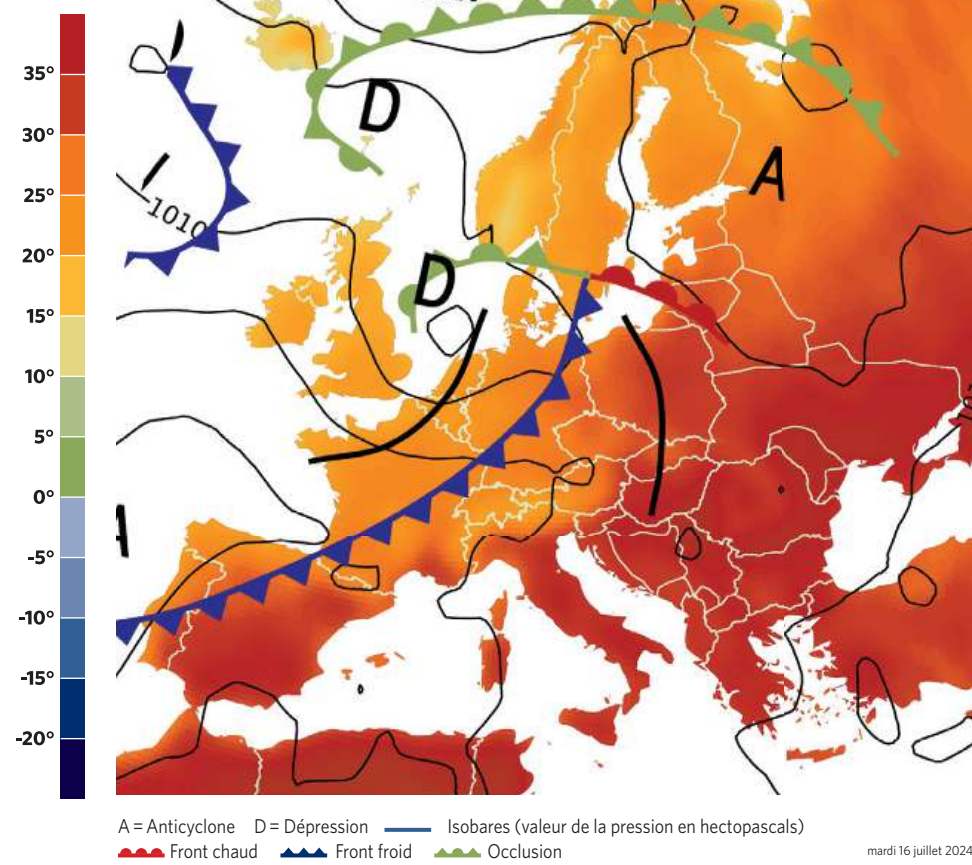 35°
30°
25°
20°
15°
10°
5°
0°
-5°
-10°
-15°
-20°
D
A
1010
D
A
A = Anticyclone D = Dépression Isobares (valeur de la pression en hectopascals)
Front chaud Front froid Occlusion
mardi 16 juillet 2024